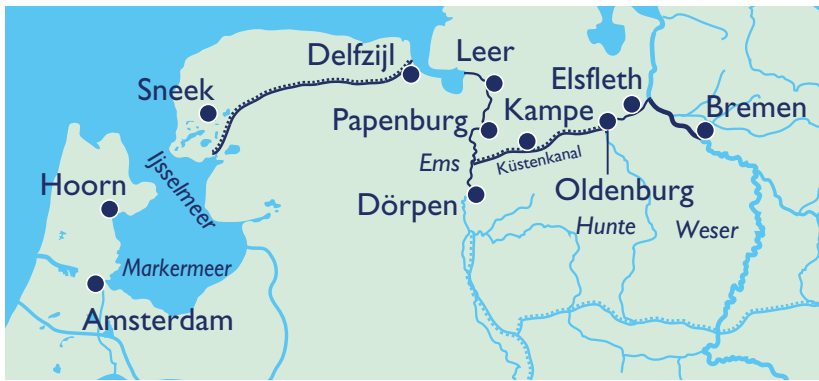 Delfzijl
Leer
Elsfleth
Sneek
Kampe
Bremen
Papenburg
Ems
Küstenkanal
Ijsselmeer
Hoorn
Dörpen
Oldenburg
Hunte
Weser
Markermeer
Amsterdam